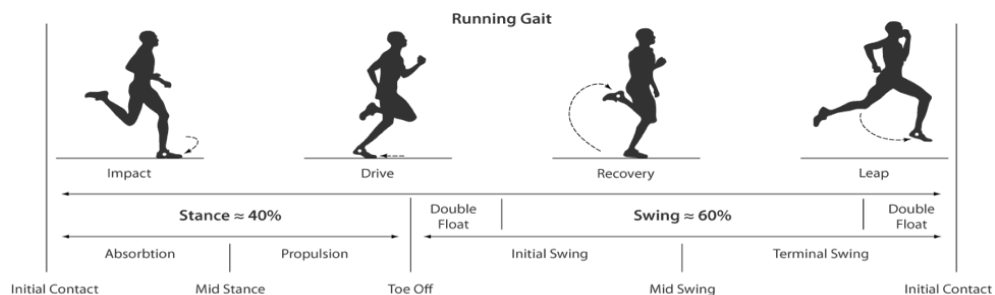 Running Gait
Impact
Drive
Recovery
Leap
Stance ≈ 40%
Double
Float
Swing ≈ 60%
Double
Float
Absorbtion
Propulsion
Initial Swing
Terminal Swing
Initial Contact
Mid Stance
Toe Off
Mid Swing
Initial Contact